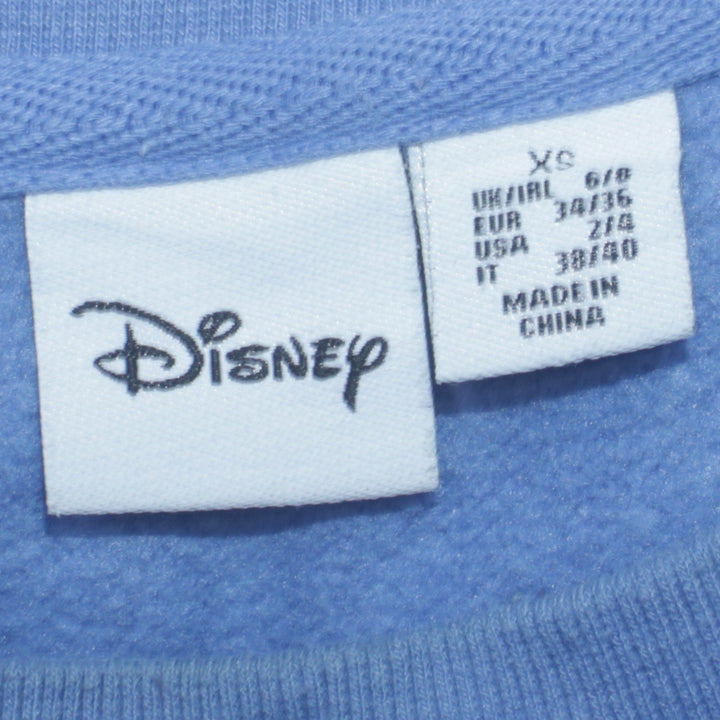 Disney
XS
UK/IRL 6/8
EUR 34/36
USA 2/4
IT 38/40
MADE IN
CHINA